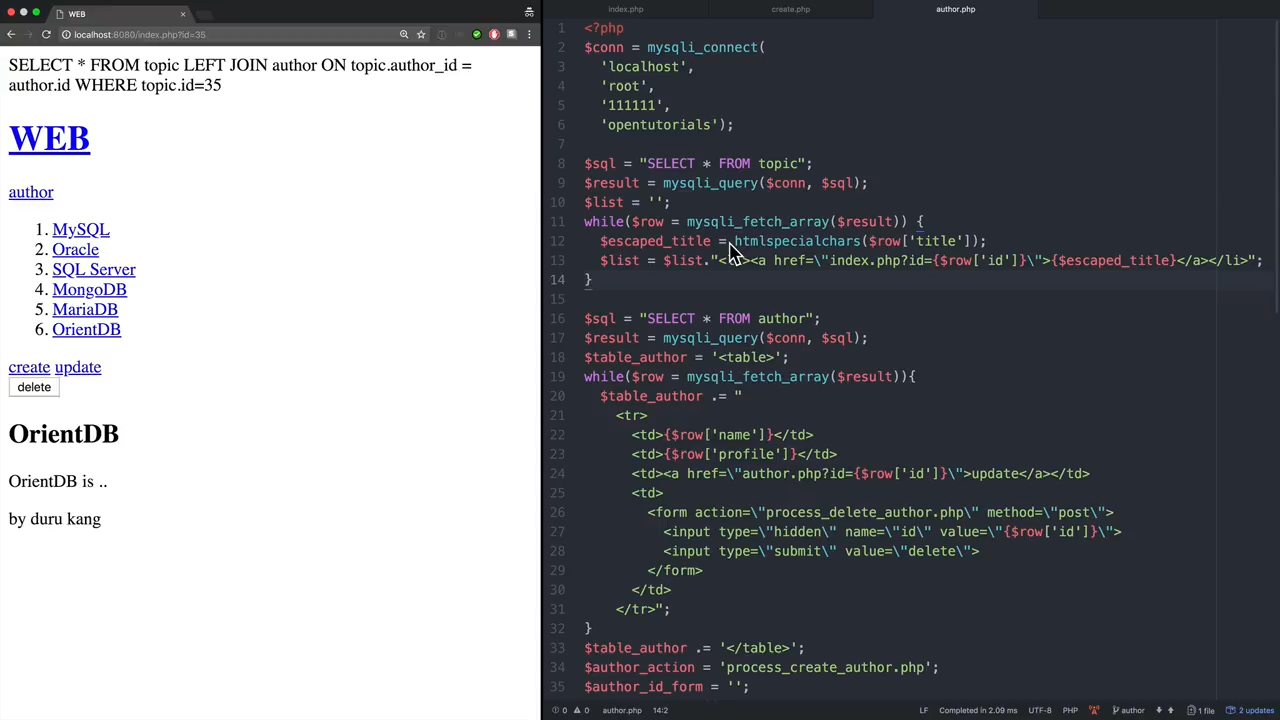 WEB
localhost:8080/index.php?id=35
SELECT * FROM topic LEFT JOIN author ON topic.author_id =
author.id WHERE topic.id=35
WEB
author
1. MySQL
2. Oracle
3. SQL Server
4. MongoDB
5. MariaDB
6. OrientDB
create update
delete
OrientDB
OrientDB is ..
by duru kang
index.php create.php author.php
1 <?php
2 $conn = mysqli_connect(
3 'localhost',
4 'root',
5 '111111',
6 'opentutorials');
7
8 $sql = "SELECT * FROM topic";
9 $result = mysqli_query($conn, $sql);
10 $list = '';
11 while($row = mysqli_fetch_array($result)) {
12 $escaped_title = htmlspecialchars($row['title']);
13 $list = $list."<li><a href=\"index.php?id={$row['id']}\">{$escaped_title}</a></li>";
14 }
15
16 $sql = "SELECT * FROM author";
17 $result = mysqli_query($conn, $sql);
18 $table_author = '<table>';
19 while($row = mysqli_fetch_array($result)){
20 $table_author .= "
21 <tr>
22 <td>{$row['name']}</td>
23 <td>{$row['profile']}</td>
24 <td><a href=\"author.php?id={$row['id']}\">update</a></td>
25 <td>
26 <form action=\"process_delete_author.php\" method=\"post\">
27 <input type=\"hidden\" name=\"id\" value=\"{$row['id']}\">
28 <input type=\"submit\" value=\"delete\">
29 </form>
30 </td>
31 </tr>";
32 }
33 $table_author .= '</table>';
34 $author_action = 'process_create_author.php';
35 $author_id_form = '';
0 0 author.php 14:2 LF Completed in 2.09 ms UTF-8 PHP author 1 file 2 updates